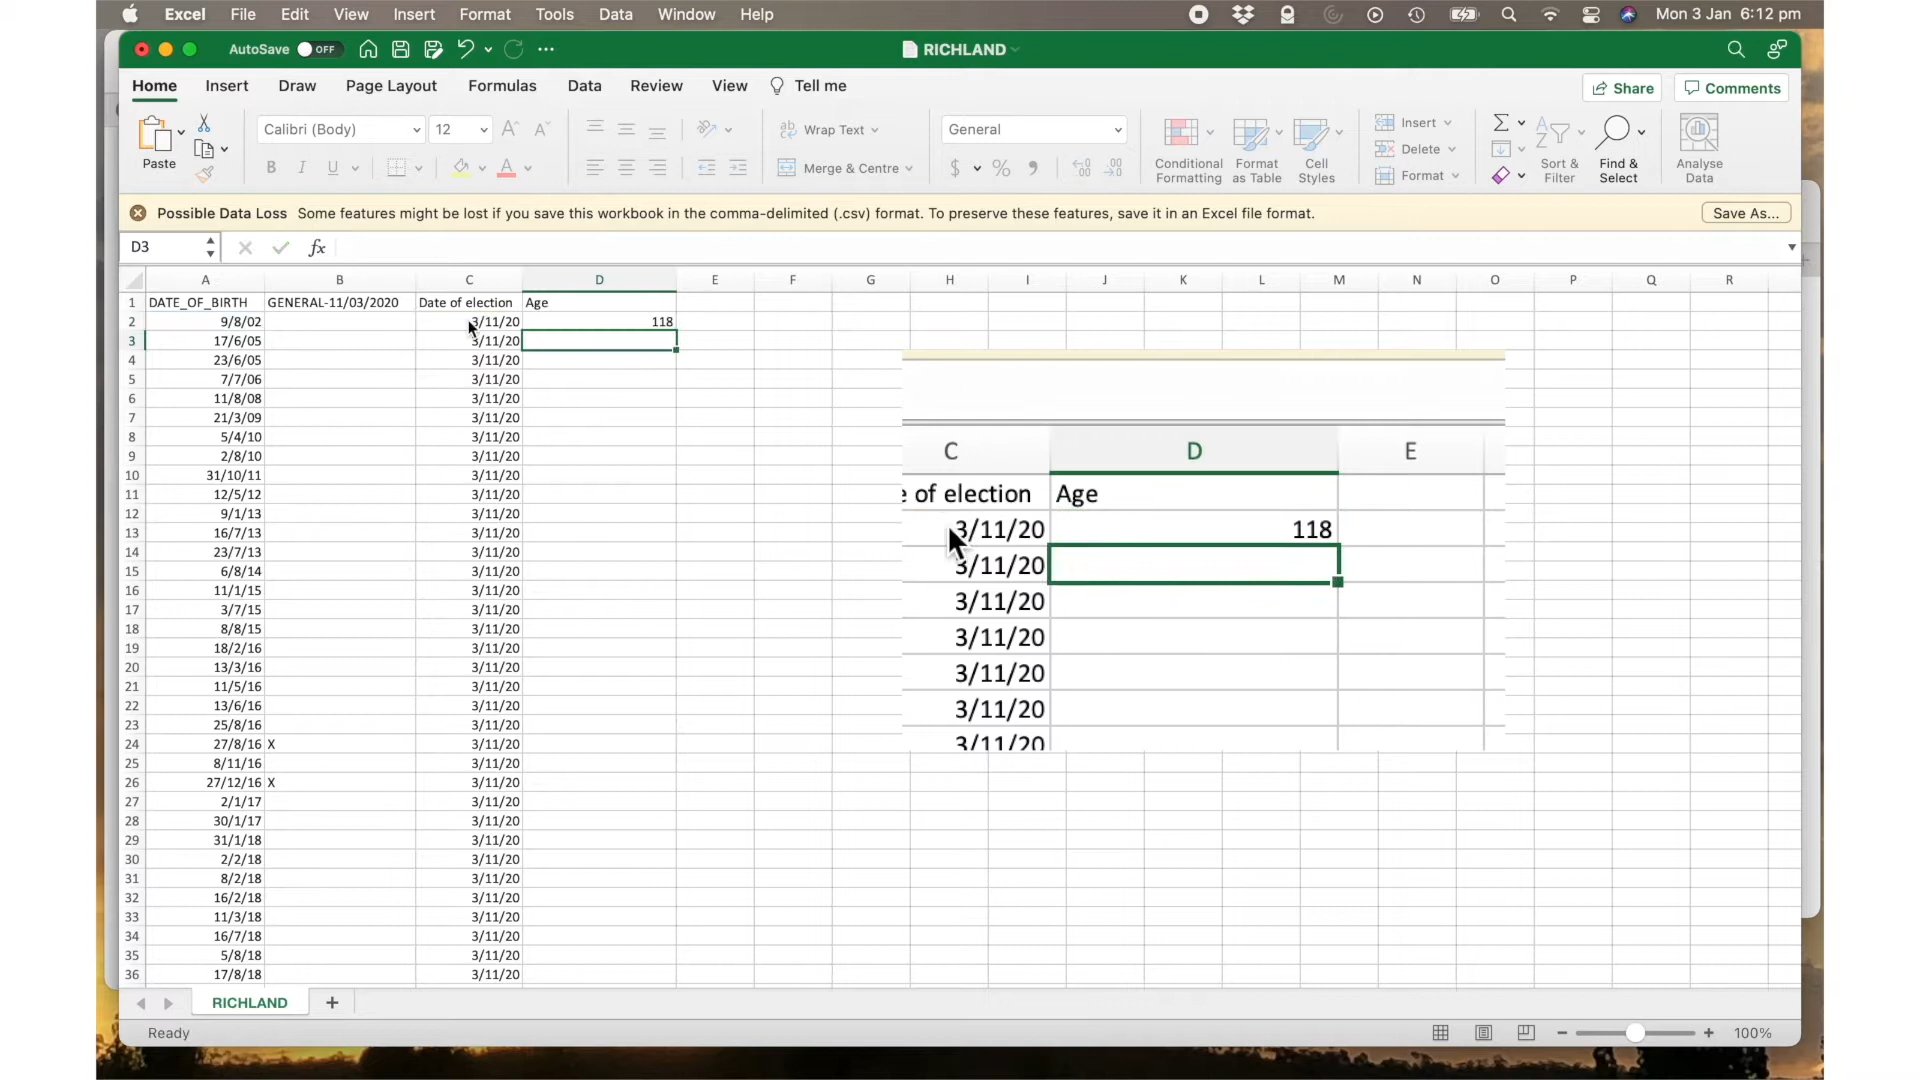 Excel File Edit View Insert Format Tools Data Window Help Mon 3 Jan 6:12 pm
AutoSave OFF RICHLAND
Home Insert Draw Page Layout Formulas Data Review View Tell me Share Comments
Calibri (Body) 12 A A ab Wrap Text General Insert
Paste B I U A Merge & Centre $ % Conditional Formatting Format as Table Cell Styles Delete Format Sort & Filter Find & Select Analyse Data
Possible Data Loss Some features might be lost if you save this workbook in the comma-delimited (.csv) format. To preserve these features, save it in an Excel file format. Save As...
D3 fx
A B C D E F G H I J K L M N O P Q R
1 DATE_OF_BIRTH GENERAL-11/03/2020 Date of election Age
2 9/8/02 3/11/20 118
3 17/6/05 3/11/20
4 23/6/05 3/11/20
5 7/7/06 3/11/20
6 11/8/08 3/11/20
7 21/3/09 3/11/20
8 5/4/10 3/11/20
9 2/8/10 3/11/20
10 31/10/11 3/11/20
11 12/5/12 3/11/20
12 9/1/13 3/11/20
13 16/7/13 3/11/20
14 23/7/13 3/11/20
15 6/8/14 3/11/20
16 11/1/15 3/11/20
17 3/7/15 3/11/20
18 8/8/15 3/11/20
19 18/2/16 3/11/20
20 13/3/16 3/11/20
21 11/5/16 3/11/20
22 13/6/16 3/11/20
23 25/8/16 3/11/20
24 27/8/16 X 3/11/20
25 8/11/16 3/11/20
26 27/12/16 X 3/11/20
27 2/1/17 3/11/20
28 30/1/17 3/11/20
29 31/1/18 3/11/20
30 2/2/18 3/11/20
31 8/2/18 3/11/20
32 16/2/18 3/11/20
33 11/3/18 3/11/20
34 16/7/18 3/11/20
35 5/8/18 3/11/20
36 17/8/18 3/11/20
C D E
e of election Age
3/11/20 118
3/11/20
3/11/20
3/11/20
3/11/20
3/11/20
3/11/20
RICHLAND +
Ready 100%